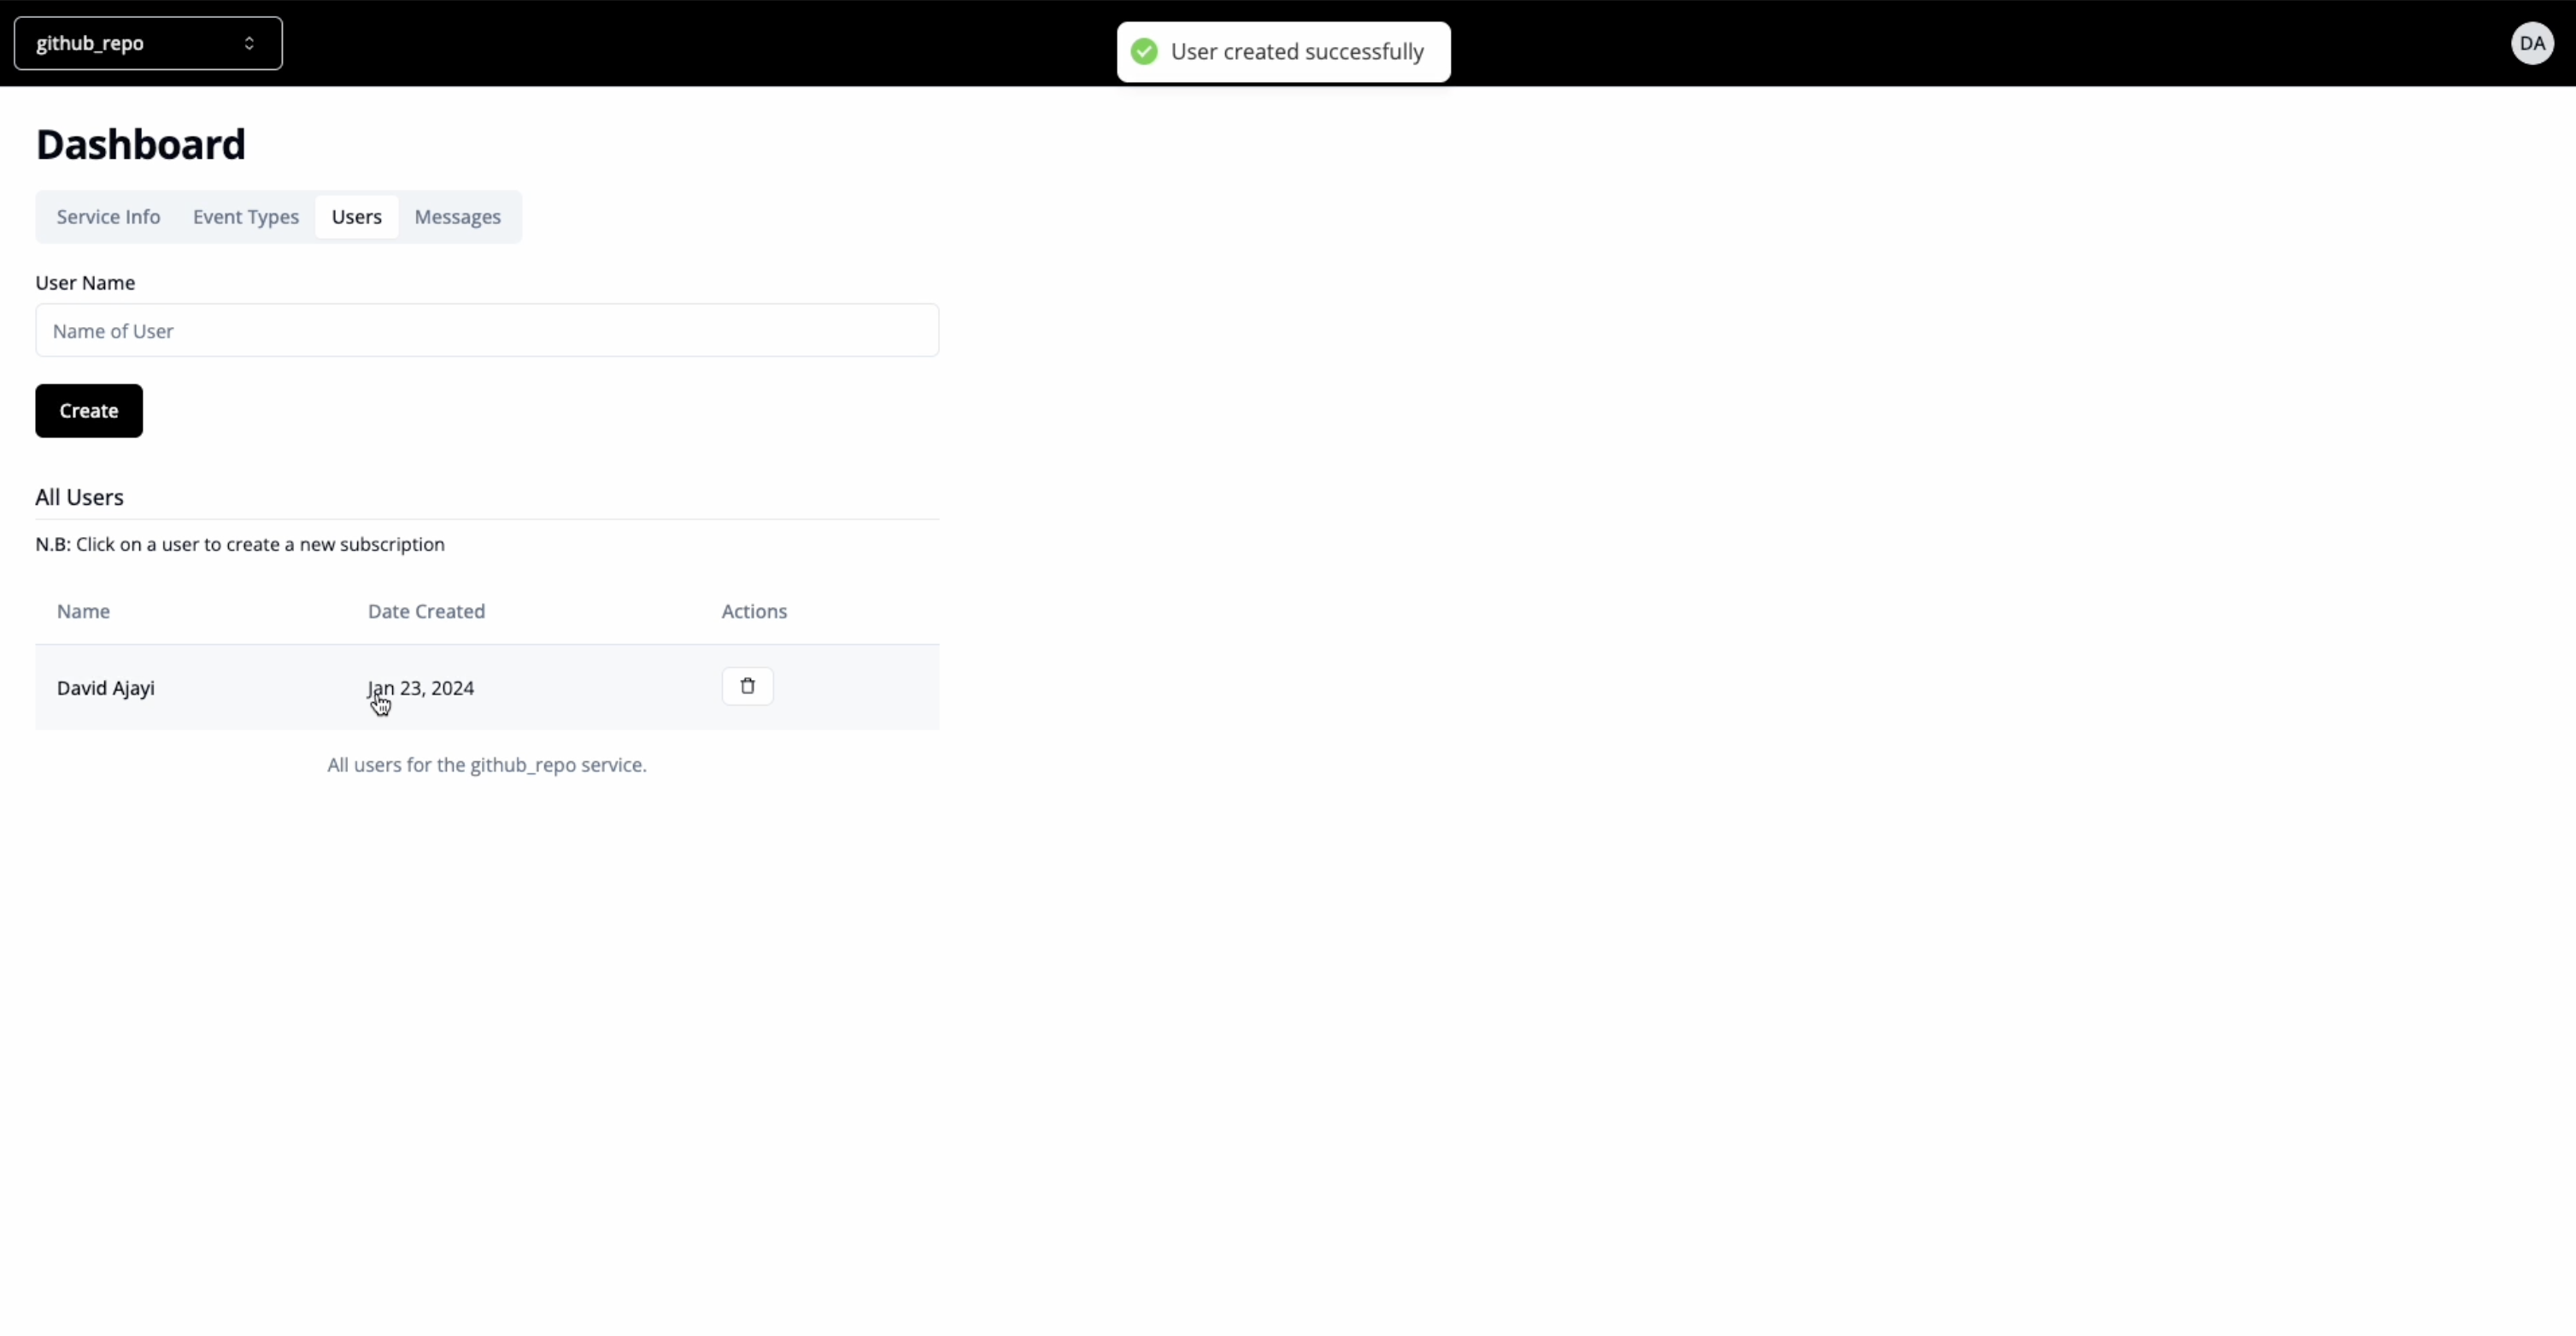 github_repo
User created successfully
DA
Dashboard
Service Info Event Types Users Messages
User Name
Name of User
Create
All Users
N.B: Click on a user to create a new subscription
Name Date Created Actions
David Ajayi Jan 23, 2024
All users for the github_repo service.